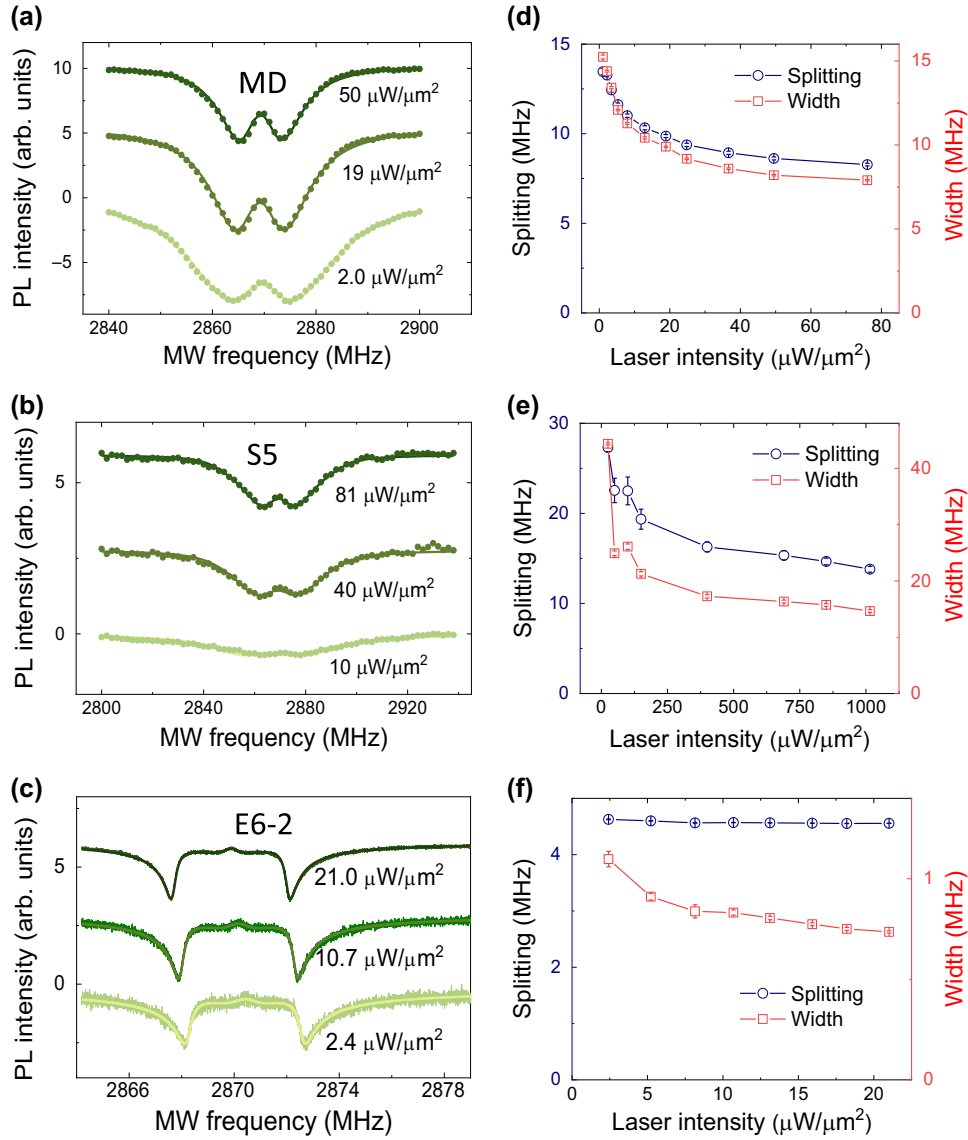 (a)
PL intensity (arb. units)
10
5
0
–5
MD
50 μW/μm²
19 μW/μm²
2.0 μW/μm²
2840 2860 2880 2900
MW frequency (MHz)
(d)
Splitting (MHz)
15
10
5
0
Splitting
Width
15
10
5
0
Width (MHz)
0 20 40 60 80
Laser intensity (μW/μm²)
(b)
PL intensity (arb. units)
5
0
S5
81 μW/μm²
40 μW/μm²
10 μW/μm²
2800 2840 2880 2920
MW frequency (MHz)
(e)
Splitting (MHz)
30
20
10
0
Splitting
Width
40
20
0
Width (MHz)
0 250 500 750 1000
Laser intensity (μW/μm²)
(c)
PL intensity (arb. units)
5
0
E6-2
21.0 μW/μm²
10.7 μW/μm²
2.4 μW/μm²
2866 2870 2874 2878
MW frequency (MHz)
(f)
Splitting (MHz)
4
2
0
Splitting
Width
1
0
Width (MHz)
0 5 10 15 20
Laser intensity (μW/μm²)